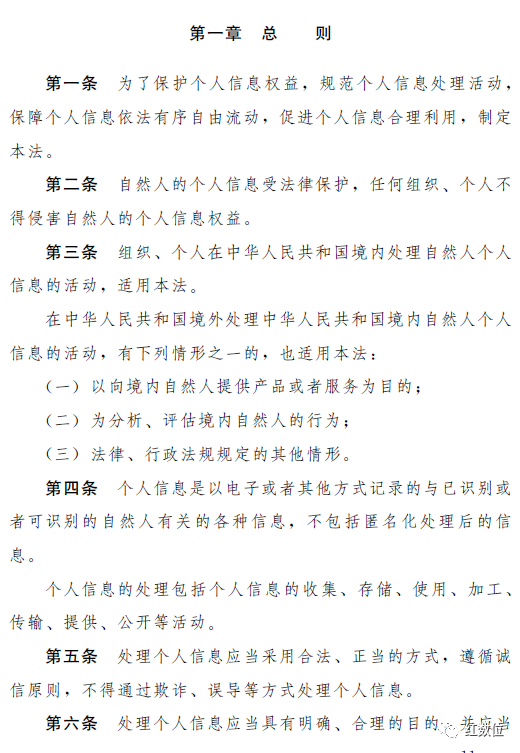 第一章 总 则
第一条 为了保护个人信息权益，规范个人信息处理活动，
保障个人信息依法有序自由流动，促进个人信息合理利用，制定
本法。
第二条 自然人的个人信息受法律保护，任何组织、个人不
得侵害自然人的个人信息权益。
第三条 组织、个人在中华人民共和国境内处理自然人个人
信息的活动，适用本法。
在中华人民共和国境外处理中华人民共和国境内自然人个人
信息的活动，有下列情形之一的，也适用本法：
（一）以向境内自然人提供产品或者服务为目的；
（二）为分析、评估境内自然人的行为；
（三）法律、行政法规规定的其他情形。
第四条 个人信息是以电子或者其他方式记录的与已识别或
者可识别的自然人有关的各种信息，不包括匿名化处理后的信
息。
个人信息的处理包括个人信息的收集、存储、使用、加工、
传输、提供、公开等活动。
第五条 处理个人信息应当采用合法、正当的方式，遵循诚
信原则，不得通过欺诈、误导等方式处理个人信息。
第六条 处理个人信息应当具有明确、合理的目的，并应当
红数位